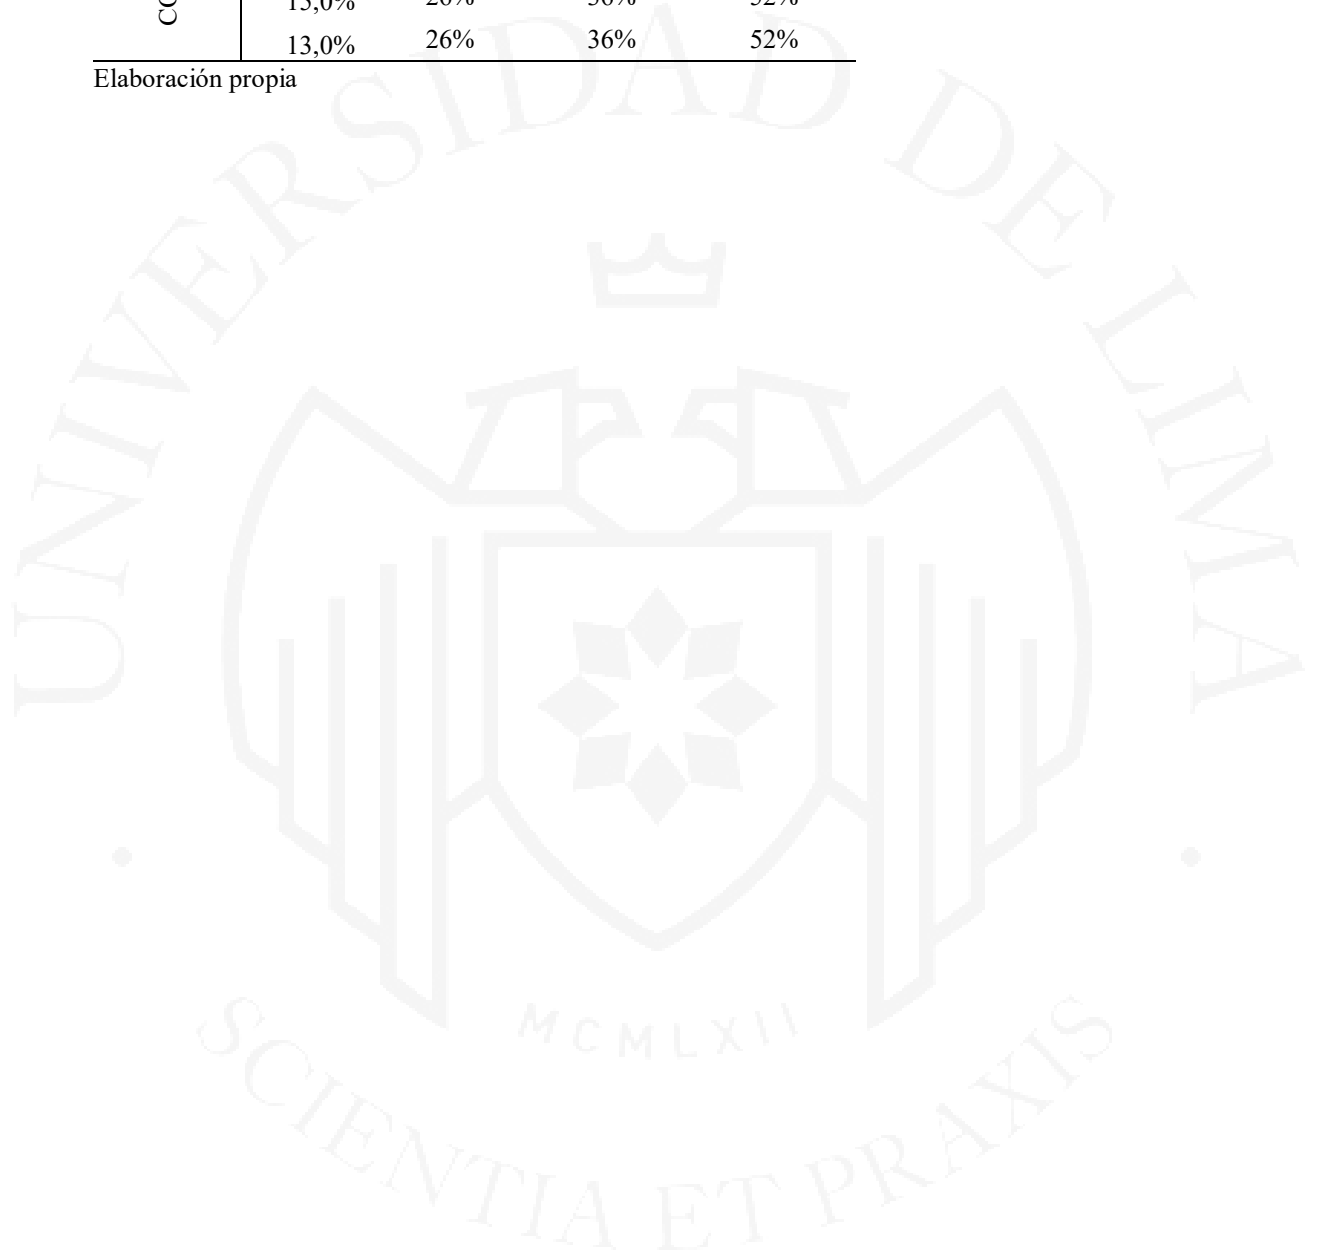 13,0% 26% 36% 52%
Elaboración propia
UNIVERSIDAD DE LIMA
MCMLXII
SCIENTIA ET PRAXIS